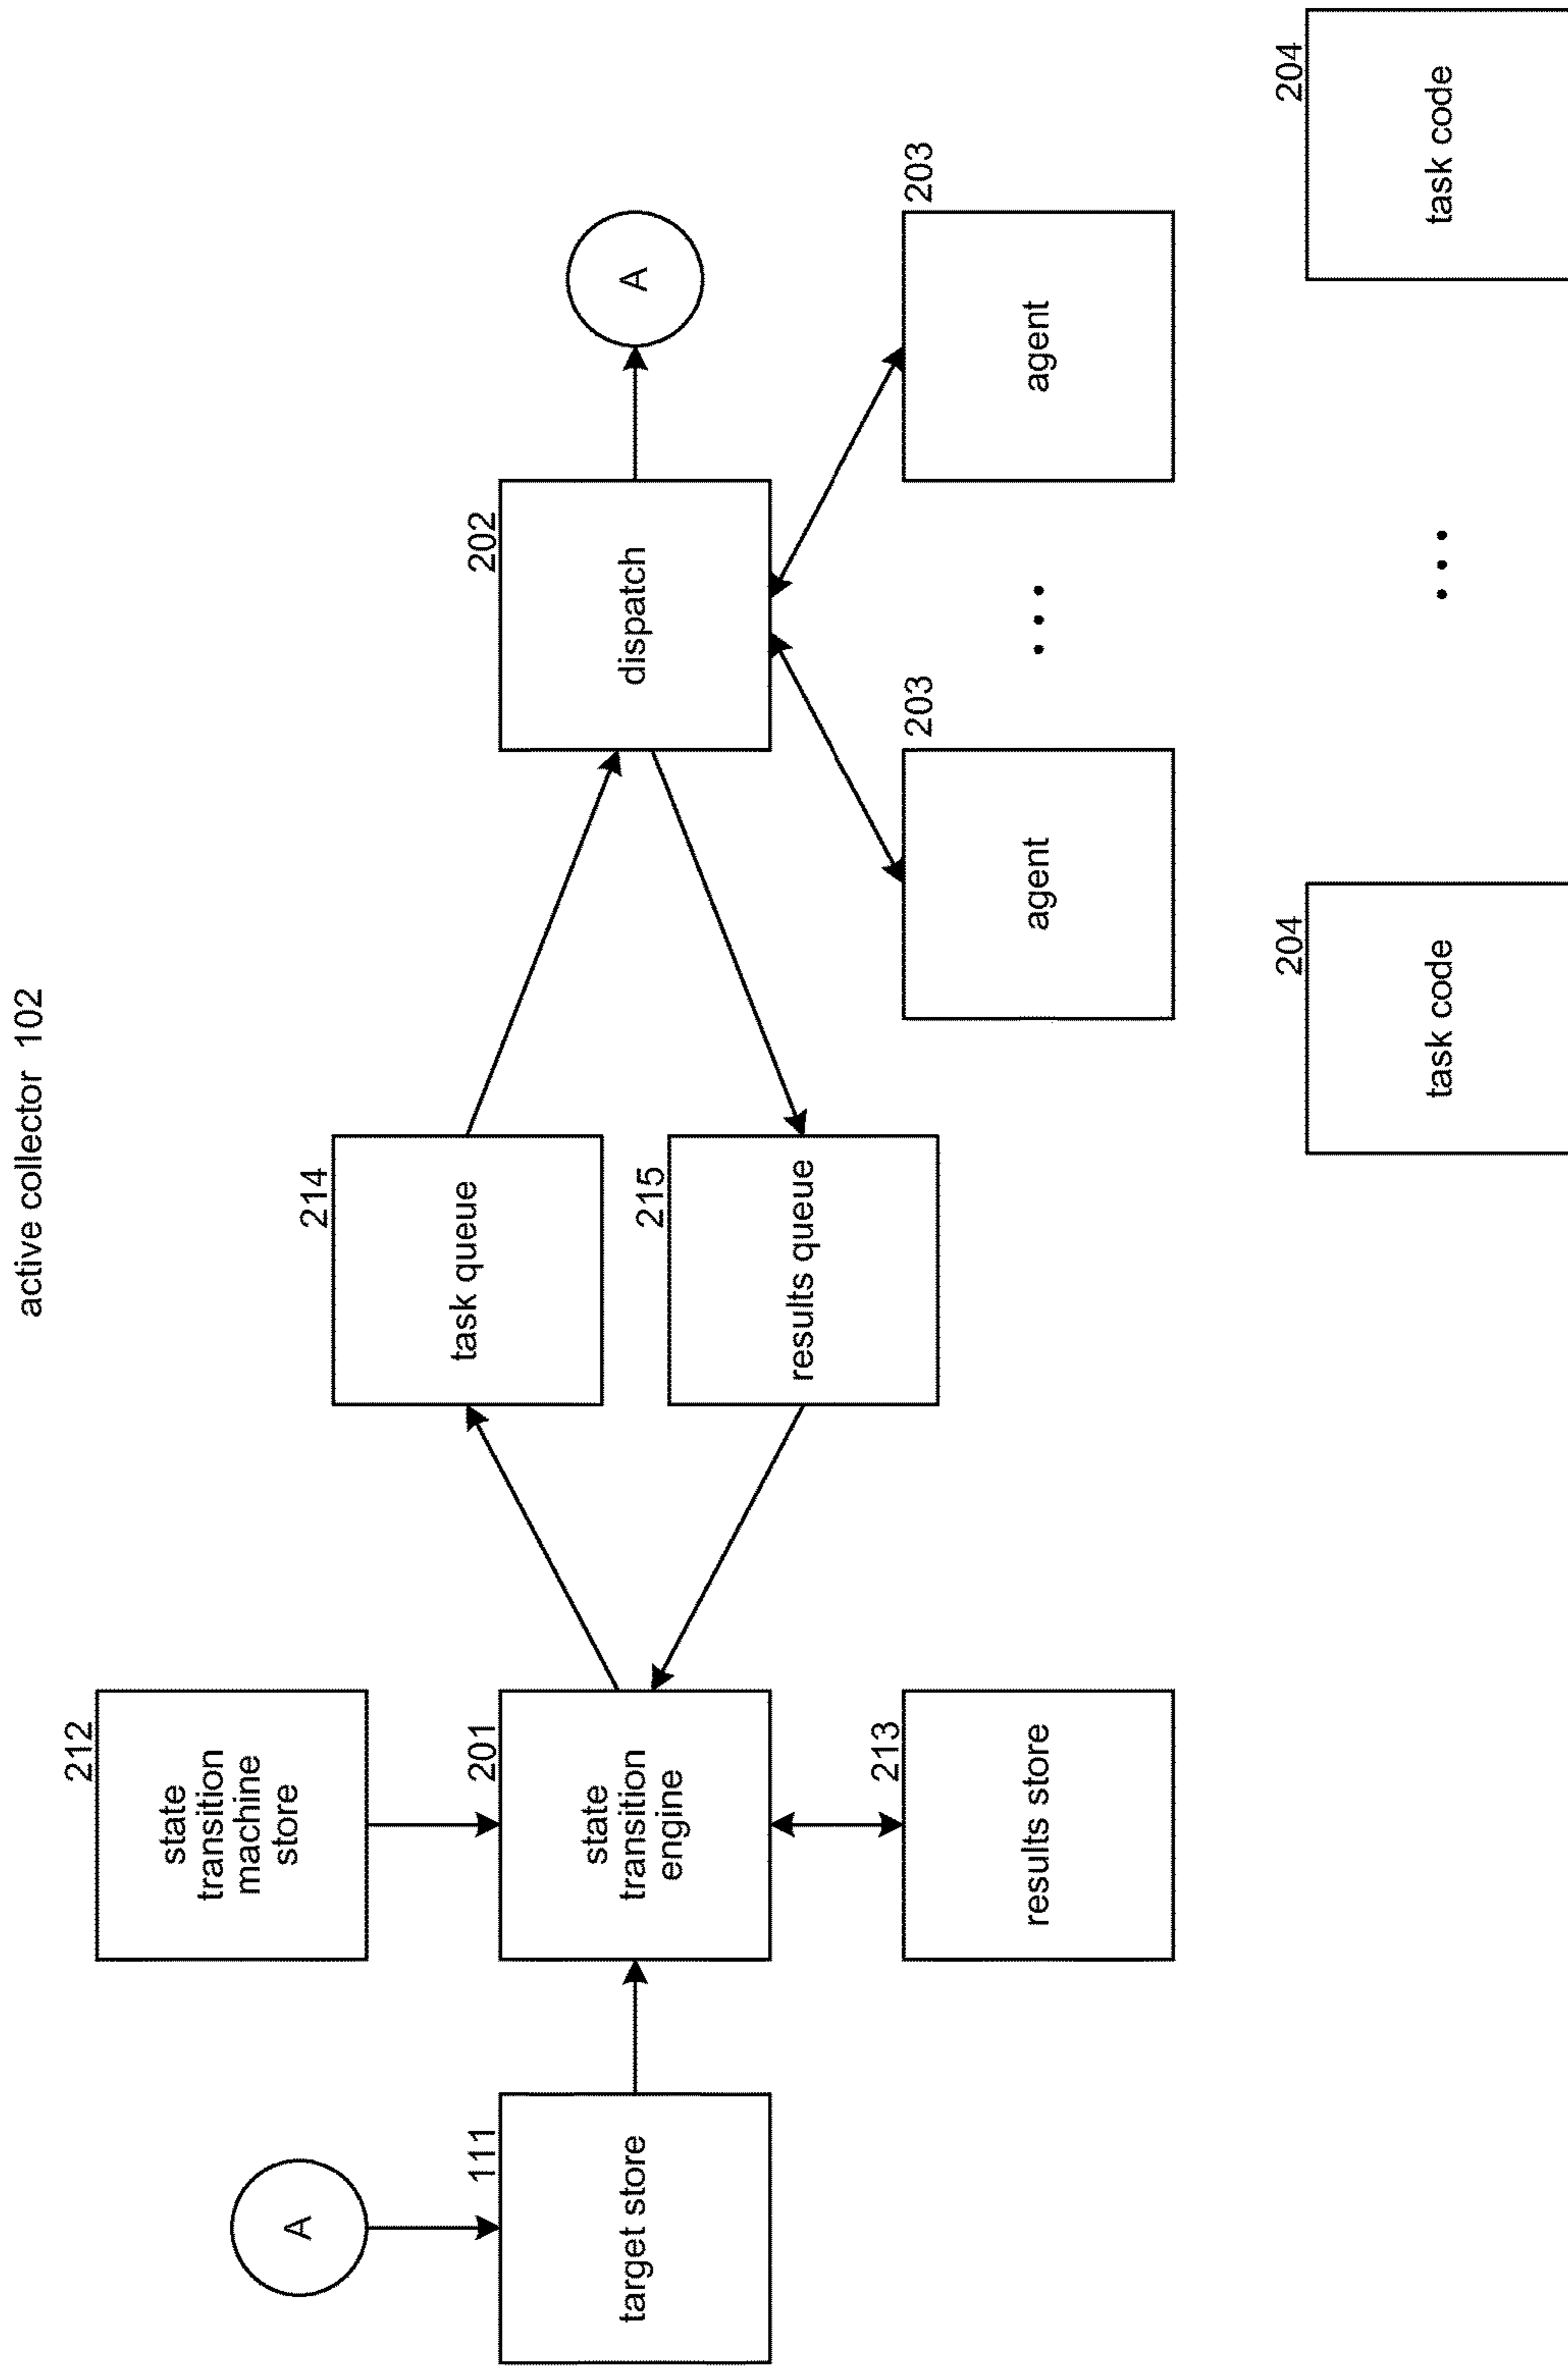 active collector 102
212
state
transition
machine
store
214
task queue
A
111
target store
201
state
transition
engine
215
results queue
202
dispatch
A
213
results store
203
agent
...
203
agent
204
task code
...
204
task code